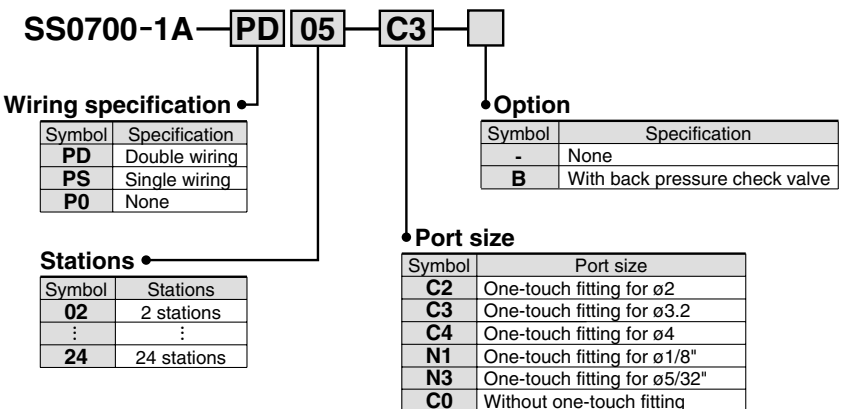 SS0700-1A-PD 05-C3-
Wiring specification
Symbol Specification
PD Double wiring
PS Single wiring
P0 None
Option
Symbol Specification
- None
B With back pressure check valve
Stations
Symbol Stations
02 2 stations
⋮ ⋮
24 24 stations
Port size
Symbol Port size
C2 One-touch fitting for ø2
C3 One-touch fitting for ø3.2
C4 One-touch fitting for ø4
N1 One-touch fitting for ø1/8"
N3 One-touch fitting for ø5/32"
C0 Without one-touch fitting